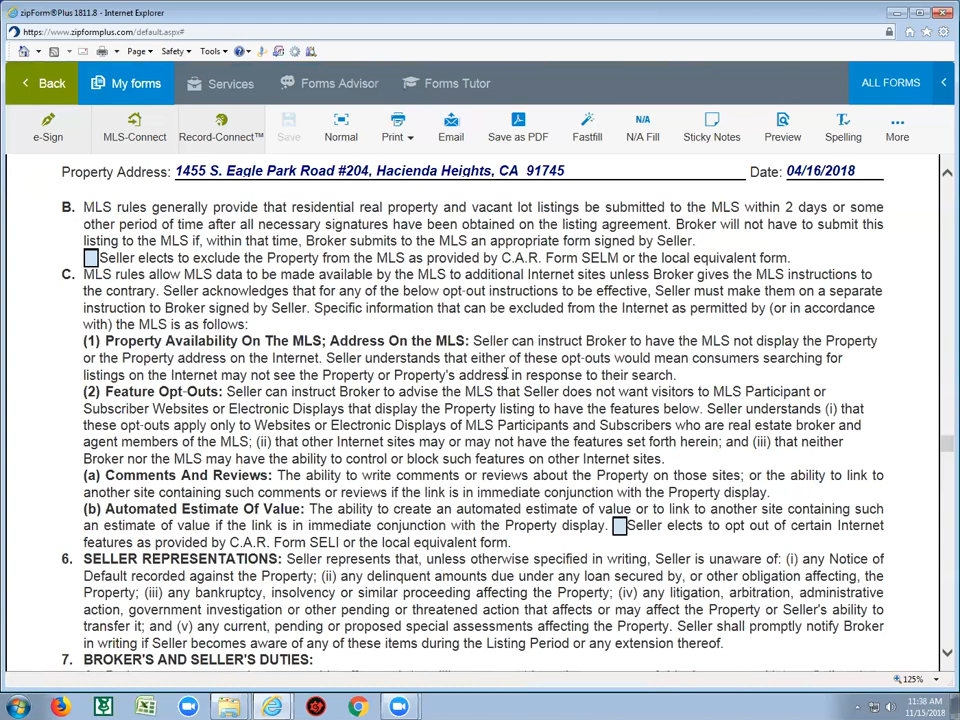 zipForm®Plus 1811.8 - Internet Explorer
https://www.zipformplus.com/default.aspx#
Page Safety Tools
Back My forms Services Forms Advisor Forms Tutor ALL FORMS
N/A
e-Sign MLS-Connect Record-Connect™ Save Normal Print Email Save as PDF Fastfill N/A Fill Sticky Notes Preview Spelling More
Property Address: 1455 S. Eagle Park Road #204, Hacienda Heights, CA 91745 Date: 04/16/2018
B. MLS rules generally provide that residential real property and vacant lot listings be submitted to the MLS within 2 days or some
other period of time after all necessary signatures have been obtained on the listing agreement. Broker will not have to submit this
listing to the MLS if, within that time, Broker submits to the MLS an appropriate form signed by Seller.
Seller elects to exclude the Property from the MLS as provided by C.A.R. Form SELM or the local equivalent form.
C. MLS rules allow MLS data to be made available by the MLS to additional Internet sites unless Broker gives the MLS instructions to
the contrary. Seller acknowledges that for any of the below opt-out instructions to be effective, Seller must make them on a separate
instruction to Broker signed by Seller. Specific information that can be excluded from the Internet as permitted by (or in accordance
with) the MLS is as follows:
(1) Property Availability On The MLS; Address On the MLS: Seller can instruct Broker to have the MLS not display the Property
or the Property address on the Internet. Seller understands that either of these opt-outs would mean consumers searching for
listings on the Internet may not see the Property or Property's address in response to their search.
(2) Feature Opt-Outs: Seller can instruct Broker to advise the MLS that Seller does not want visitors to MLS Participant or
Subscriber Websites or Electronic Displays that display the Property listing to have the features below. Seller understands (i) that
these opt-outs apply only to Websites or Electronic Displays of MLS Participants and Subscribers who are real estate broker and
agent members of the MLS; (ii) that other Internet sites may or may not have the features set forth herein; and (iii) that neither
Broker nor the MLS may have the ability to control or block such features on other Internet sites.
(a) Comments And Reviews: The ability to write comments or reviews about the Property on those sites; or the ability to link to
another site containing such comments or reviews if the link is in immediate conjunction with the Property display.
(b) Automated Estimate Of Value: The ability to create an automated estimate of value or to link to another site containing such
an estimate of value if the link is in immediate conjunction with the Property display. Seller elects to opt out of certain Internet
features as provided by C.A.R. Form SELI or the local equivalent form.
6. SELLER REPRESENTATIONS: Seller represents that, unless otherwise specified in writing, Seller is unaware of: (i) any Notice of
Default recorded against the Property; (ii) any delinquent amounts due under any loan secured by, or other obligation affecting, the
Property; (iii) any bankruptcy, insolvency or similar proceeding affecting the Property; (iv) any litigation, arbitration, administrative
action, government investigation or other pending or threatened action that affects or may affect the Property or Seller's ability to
transfer it; and (v) any current, pending or proposed special assessments affecting the Property. Seller shall promptly notify Broker
in writing if Seller becomes aware of any of these items during the Listing Period or any extension thereof.
7. BROKER'S AND SELLER'S DUTIES:
125%
11:38 AM
11/15/2018